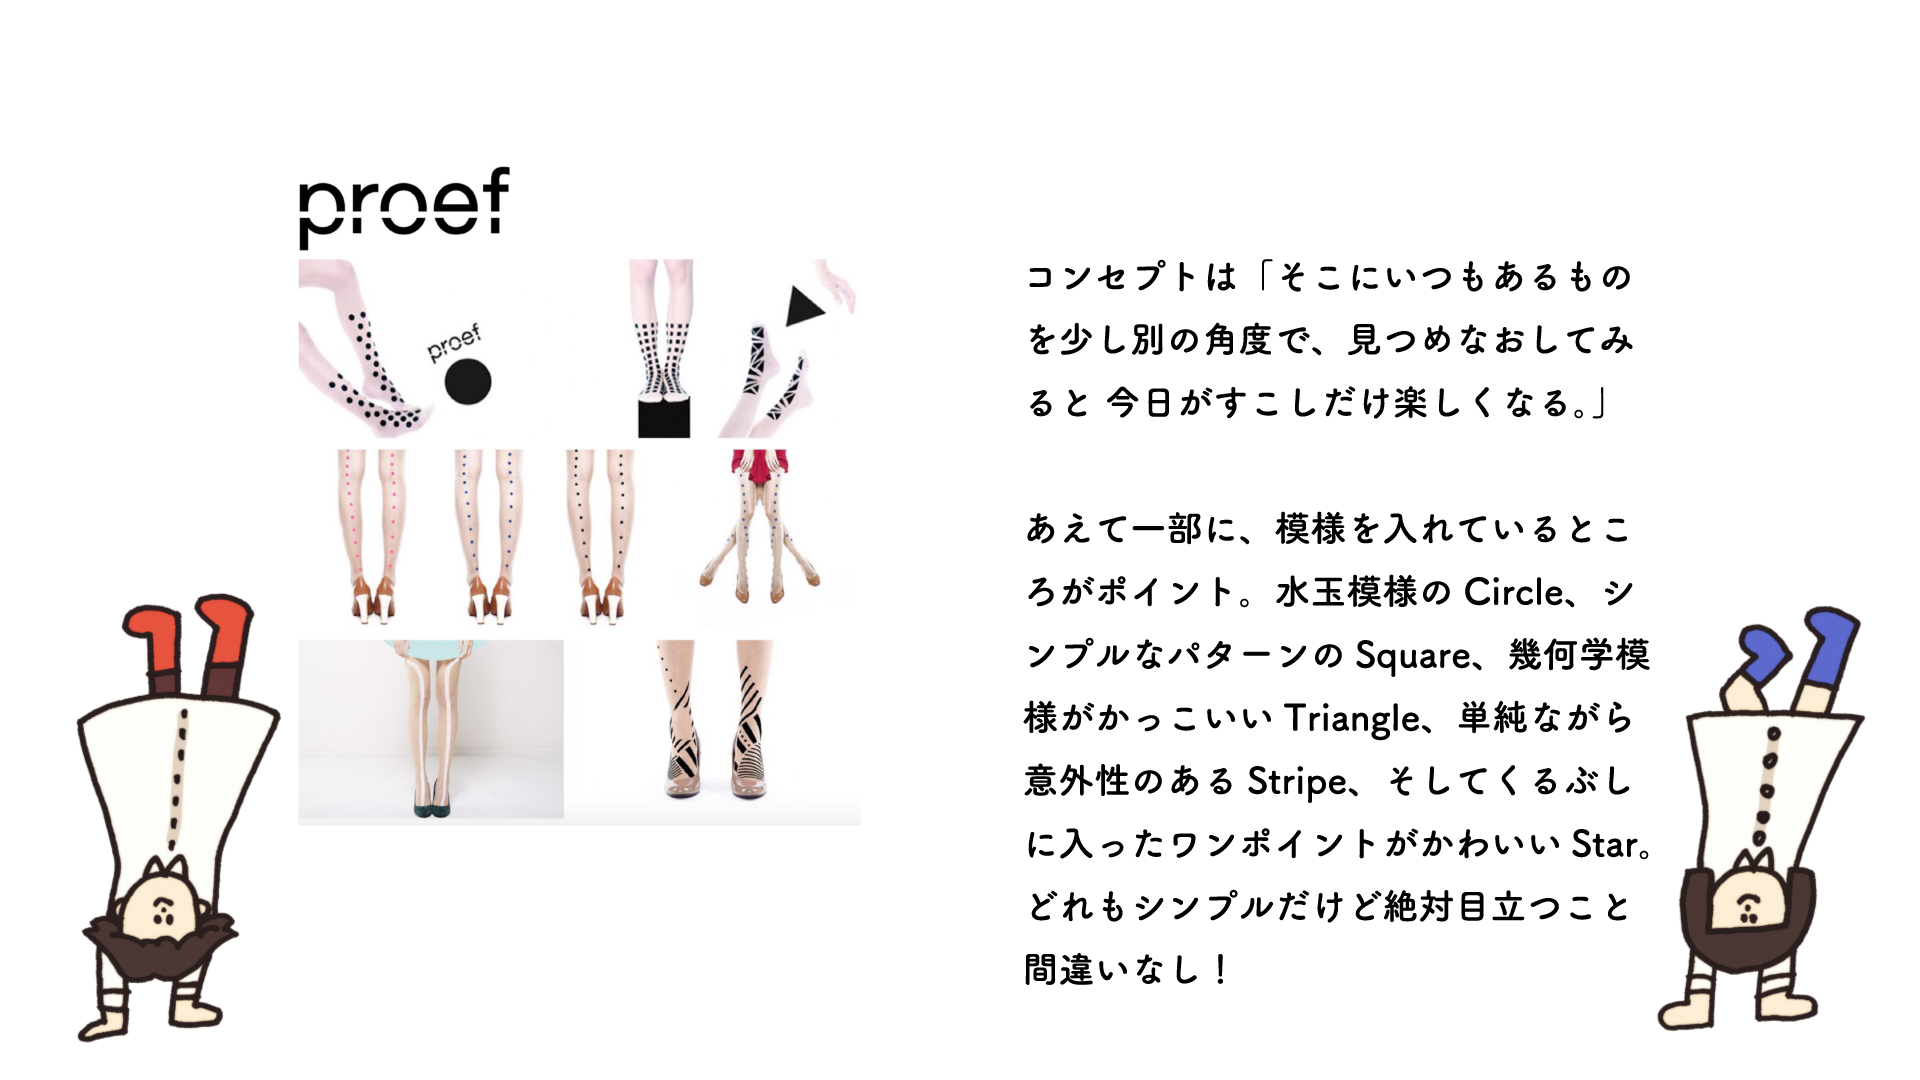 proef
proef
コンセプトは「そこにいつもあるもの
を少し別の角度で、見つめなおしてみ
ると 今日がすこしだけ楽しくなる。」
あえて一部に、模様を入れているとこ
ろがポイント。水玉模様の Circle、シ
ンプルなパターンの Square、幾何学模
様がかっこいい Triangle、単純ながら
意外性のある Stripe、そしてくるぶし
に入ったワンポイントがかわいい Star。
どれもシンプルだけど絶対目立つこと
間違いなし！